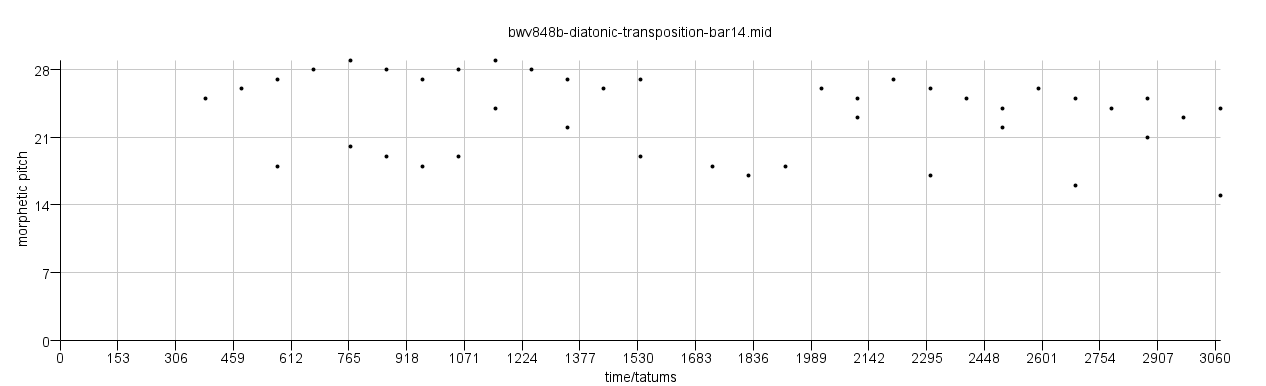 bwv848b-diatonic-transposition-bar14.mid
28
21
14
7
0
morphetic pitch
0 153 306 459 612 765 918 1071 1224 1377 1530 1683 1836 1989 2142 2295 2448 2601 2754 2907 3060
time/tatums